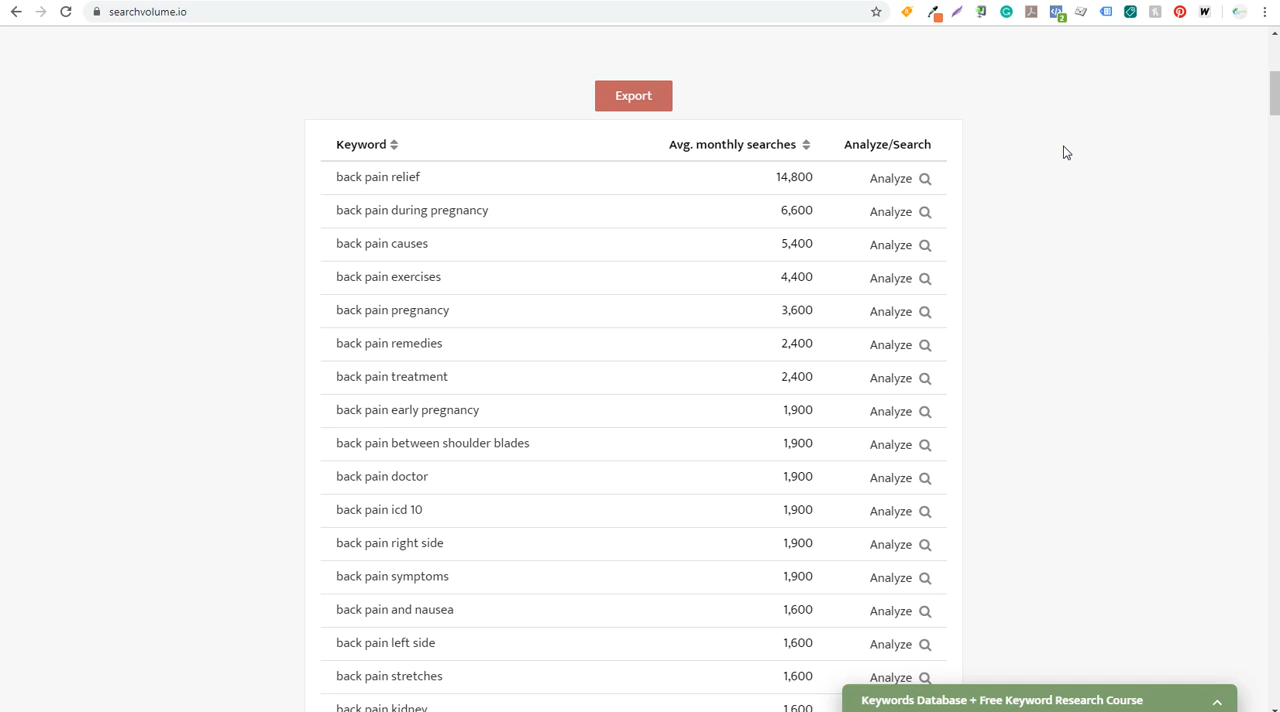 searchvolume.io
2
W
Export
Keyword Avg. monthly searches Analyze/Search
back pain relief 14,800 Analyze
back pain during pregnancy 6,600 Analyze
back pain causes 5,400 Analyze
back pain exercises 4,400 Analyze
back pain pregnancy 3,600 Analyze
back pain remedies 2,400 Analyze
back pain treatment 2,400 Analyze
back pain early pregnancy 1,900 Analyze
back pain between shoulder blades 1,900 Analyze
back pain doctor 1,900 Analyze
back pain icd 10 1,900 Analyze
back pain right side 1,900 Analyze
back pain symptoms 1,900 Analyze
back pain and nausea 1,600 Analyze
back pain left side 1,600 Analyze
back pain stretches 1,600 Analyze
back pain kidney 1,600
Keywords Database + Free Keyword Research Course